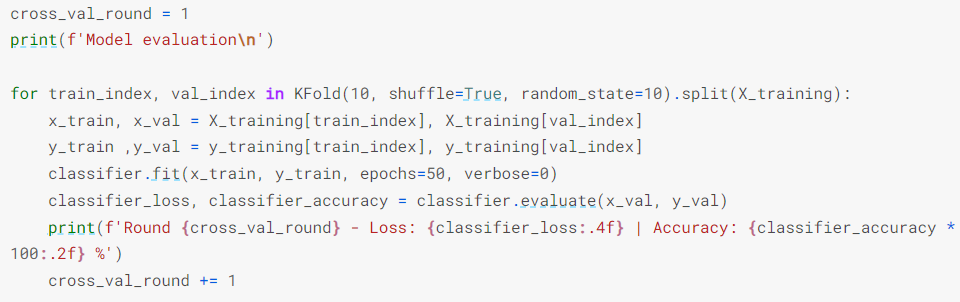 cross_val_round = 1
print(f'Model evaluation\n')
for train_index, val_index in KFold(10, shuffle=True, random_state=10).split(X_training):
    x_train, x_val = X_training[train_index], X_training[val_index]
    y_train ,y_val = y_training[train_index], y_training[val_index]
    classifier.fit(x_train, y_train, epochs=50, verbose=0)
    classifier_loss, classifier_accuracy = classifier.evaluate(x_val, y_val)
    print(f'Round {cross_val_round} - Loss: {classifier_loss:.4f} | Accuracy: {classifier_accuracy *
100:.2f} %')
    cross_val_round += 1